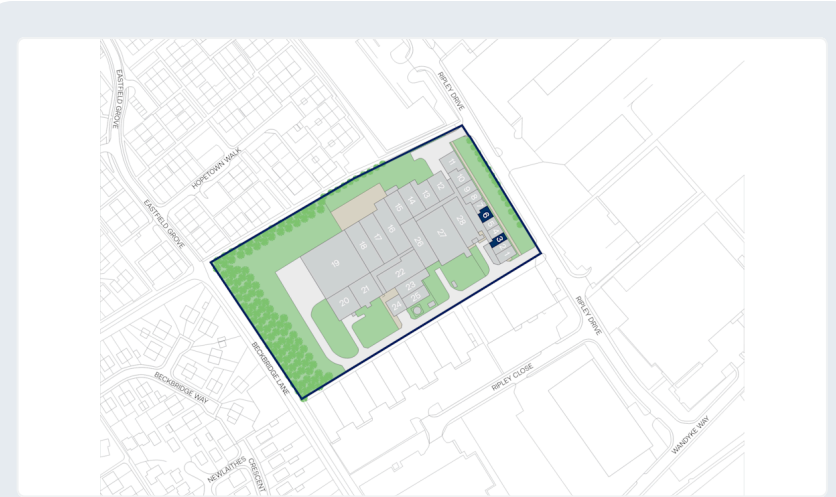 RIPLEY DRIVE
EASTFIELD GROVE
HOPETOWN WALK
EASTFIELD GROVE
11
10
9
8
6
3
12
13
14
15
16
17
18
19
20
21
22
23
24
25
26
27
28
RIPLEY DRIVE
BECKBRIDGE LANE
RIPLEY CLOSE
BECKBRIDGE WAY
WANDYKE WAY
NEWLAITHES
CRESCENT